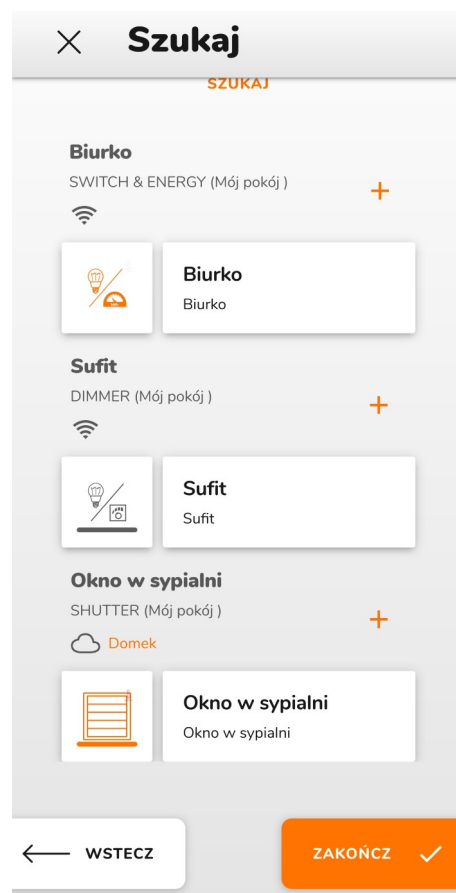 Szukaj
SZUKAJ
Biurko
SWITCH & ENERGY (Mój pokój )
Biurko
Biurko
Sufit
DIMMER (Mój pokój )
Sufit
Sufit
Okno w sypialni
SHUTTER (Mój pokój )
Domek
Okno w sypialni
Okno w sypialni
WSTECZ
ZAKOŃCZ